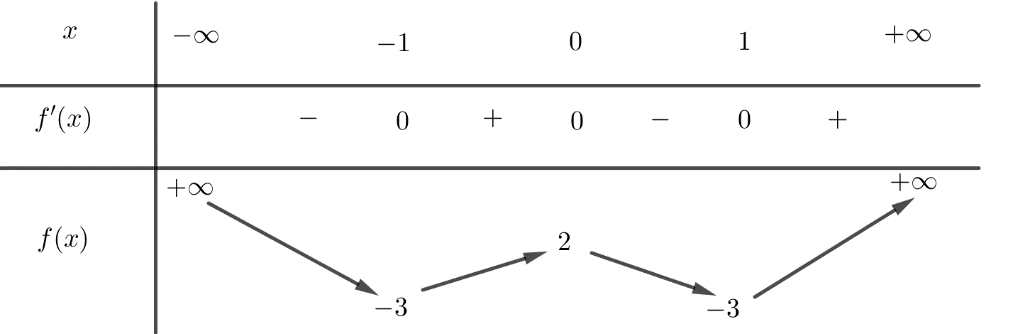 x −∞ −1 0 1 +∞
f′(x) − 0 + 0 − 0 +
+∞ +∞
f(x) 2
−3 −3